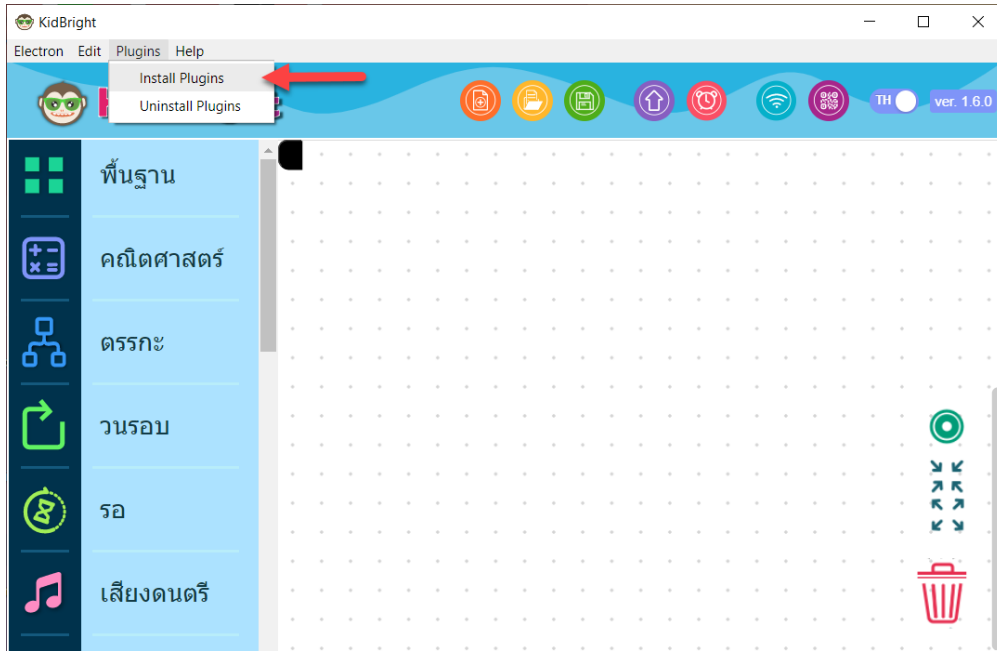 KidBright
Electron Edit Plugins Help
Install Plugins
Uninstall Plugins
TH
ver. 1.6.0
พื้นฐาน
คณิตศาสตร์
ตรรกะ
วนรอบ
รอ
เสียงดนตรี